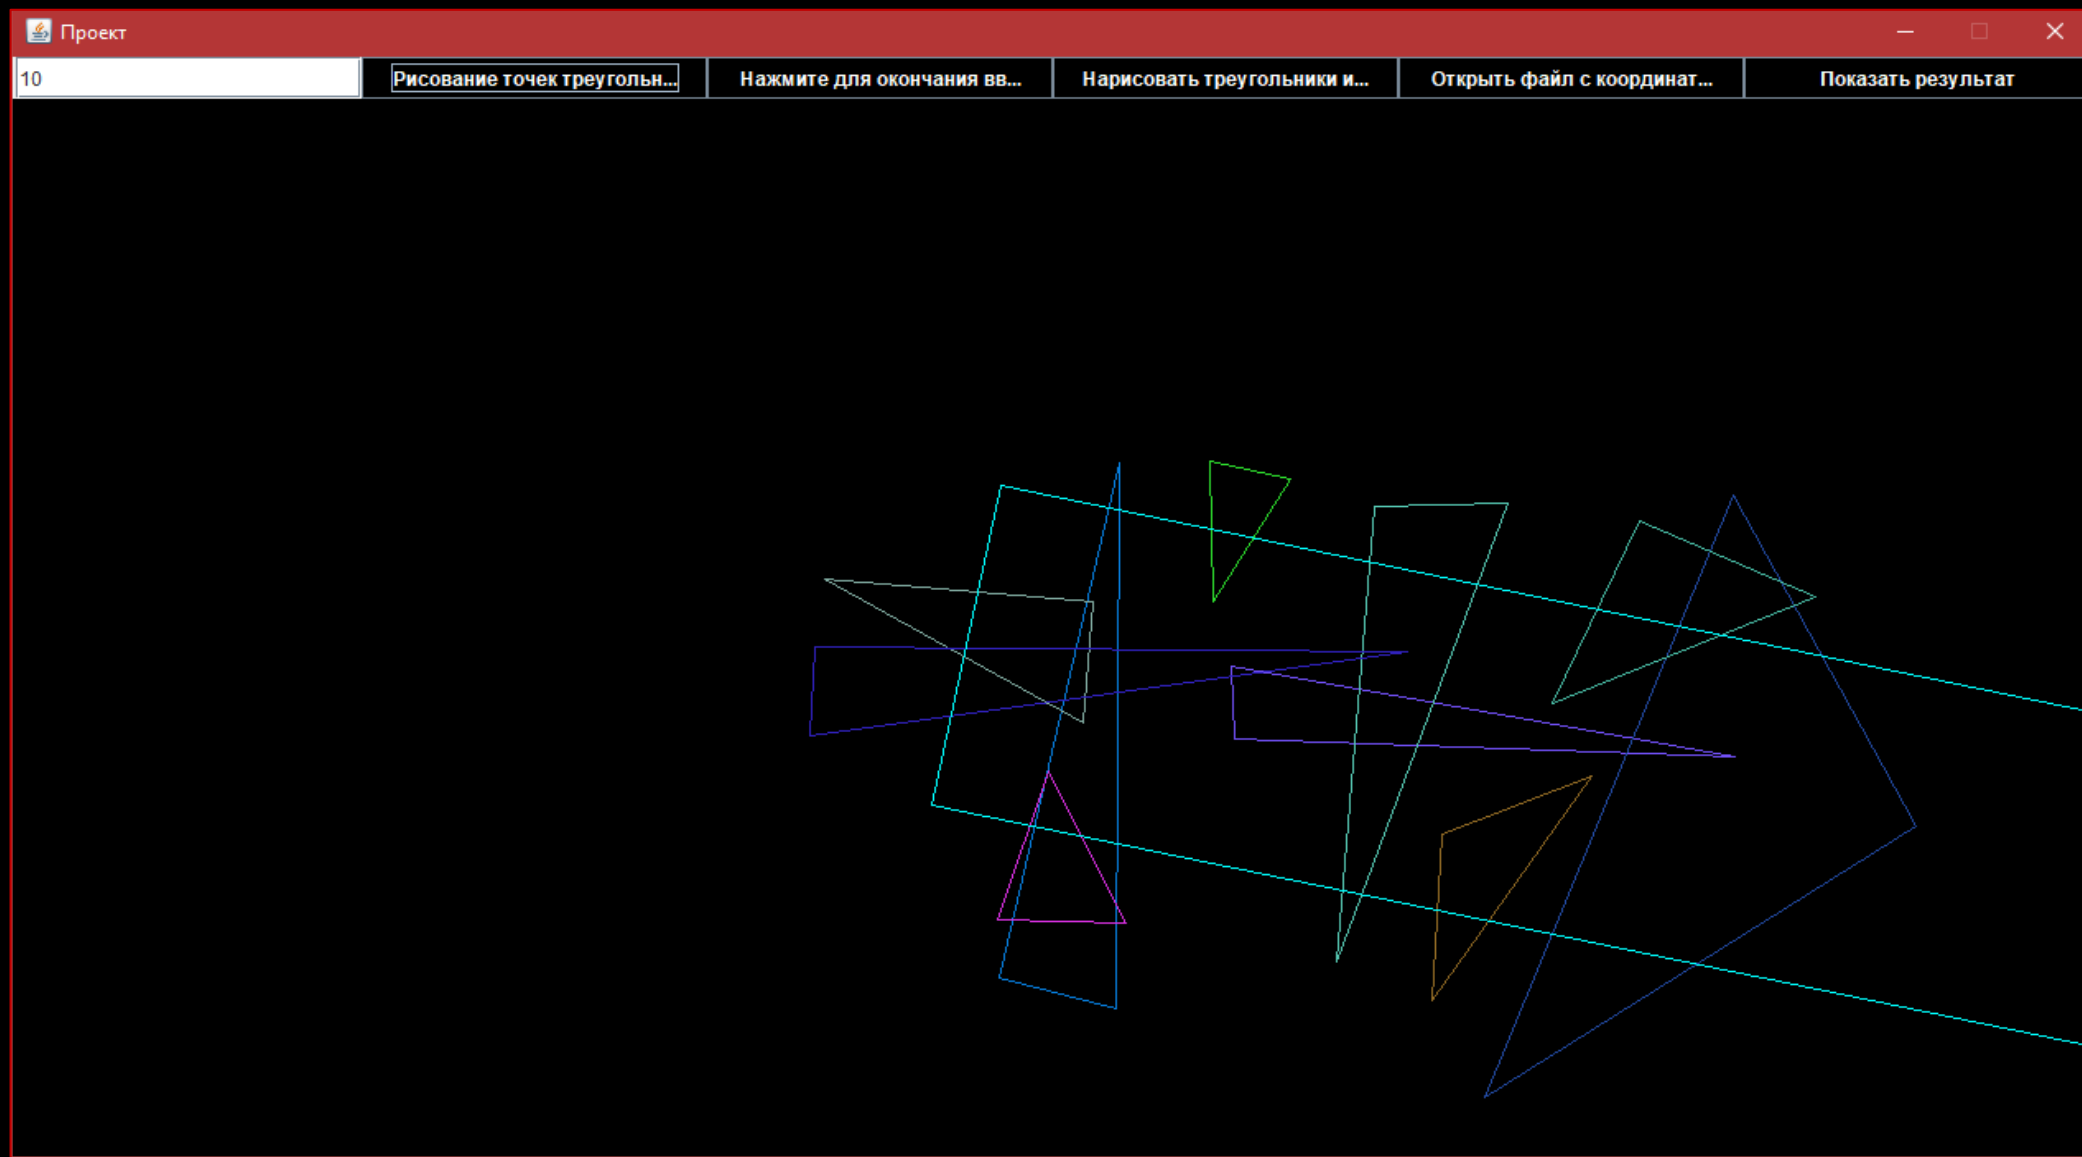 Проект
10
Рисование точек треугольн...
Нажмите для окончания вв...
Нарисовать треугольники и...
Открыть файл с координат...
Показать результат